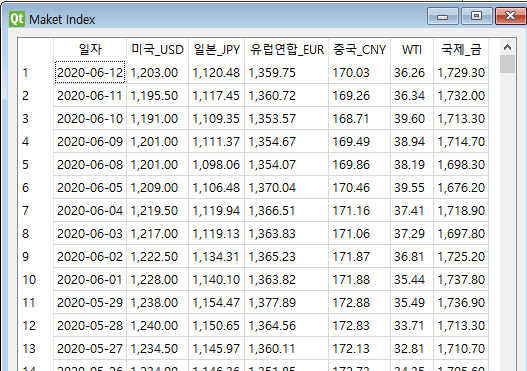 Qt Maket Index
일자 미국_USD 일본_JPY 유럽연합_EUR 중국_CNY WTI 국제_금
1 2020-06-12 1,203.00 1,120.48 1,359.75 170.03 36.26 1,729.30
2 2020-06-11 1,195.50 1,117.45 1,360.72 169.26 36.34 1,732.00
3 2020-06-10 1,191.00 1,109.35 1,353.57 168.71 39.60 1,713.30
4 2020-06-09 1,201.00 1,111.37 1,354.67 169.49 38.94 1,714.70
5 2020-06-08 1,201.00 1,098.06 1,354.07 169.86 38.19 1,698.30
6 2020-06-05 1,209.00 1,106.48 1,370.04 170.46 39.55 1,676.20
7 2020-06-04 1,219.50 1,119.94 1,366.51 171.16 37.41 1,718.90
8 2020-06-03 1,217.00 1,119.13 1,363.83 171.06 37.29 1,697.80
9 2020-06-02 1,222.50 1,134.31 1,365.23 171.87 36.81 1,725.20
10 2020-06-01 1,228.00 1,140.10 1,363.82 171.88 35.44 1,737.80
11 2020-05-29 1,238.00 1,154.47 1,377.89 172.88 35.49 1,736.90
12 2020-05-28 1,240.00 1,150.65 1,364.56 172.83 33.71 1,713.30
13 2020-05-27 1,234.50 1,145.97 1,360.11 172.13 32.81 1,710.70